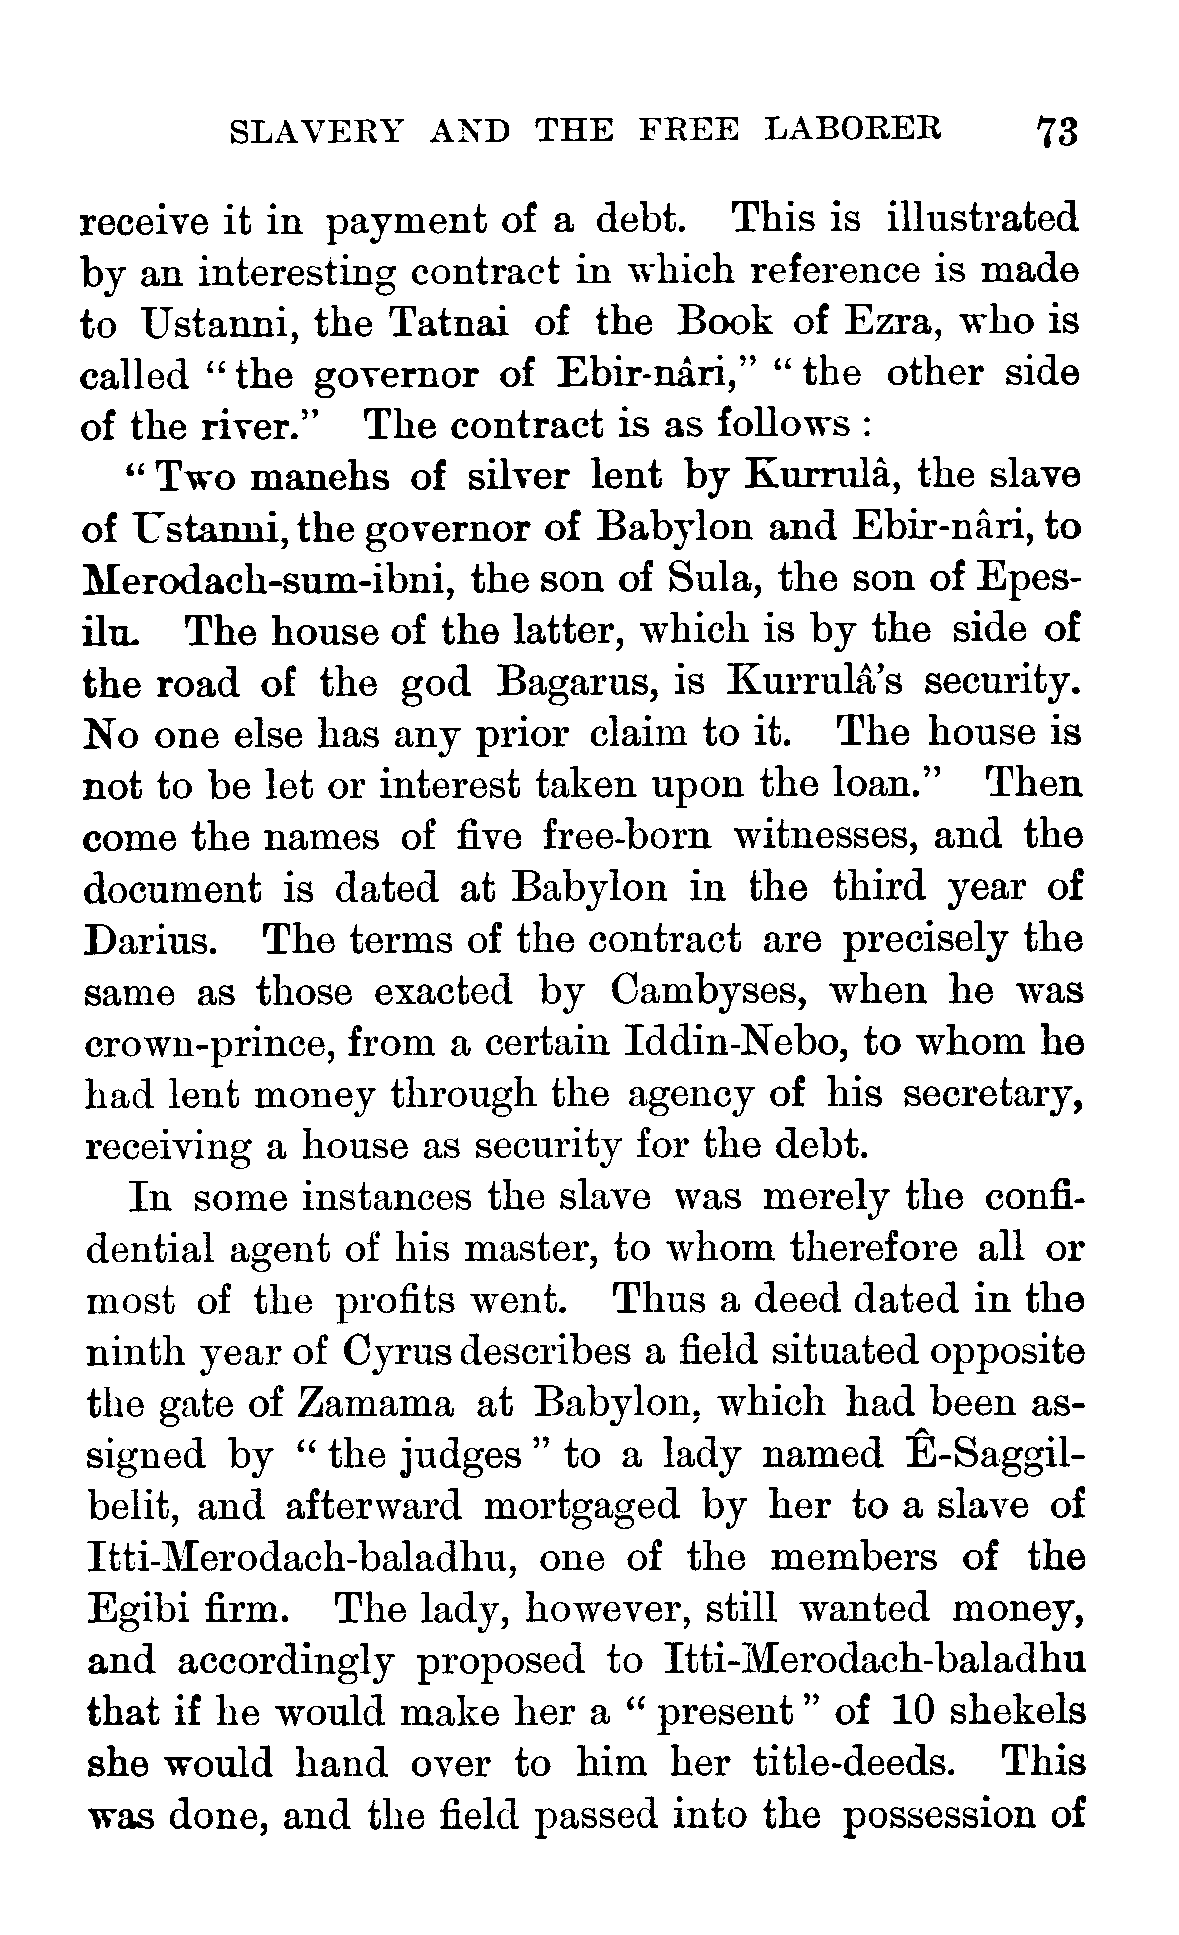 SLAVERY AND THE FREE LABORER 73
receive it in payment of a debt. This is illustrated
by an interesting contract in which reference is made
to Ustanni, the Tatnai of the Book of Ezra, who is
called “the governor of Ebir-nâri,” “the other side
of the river.” The contract is as follows :
“Two manehs of silver lent by Kurrulâ, the slave
of Ustanni, the governor of Babylon and Ebir-nâri, to
Merodach-sum-ibni, the son of Sula, the son of Epes-
ilu. The house of the latter, which is by the side of
the road of the god Bagarus, is Kurrulâ’s security.
No one else has any prior claim to it. The house is
not to be let or interest taken upon the loan.” Then
come the names of five free-born witnesses, and the
document is dated at Babylon in the third year of
Darius. The terms of the contract are precisely the
same as those exacted by Cambyses, when he was
crown-prince, from a certain Iddin-Nebo, to whom he
had lent money through the agency of his secretary,
receiving a house as security for the debt.
In some instances the slave was merely the confi-
dential agent of his master, to whom therefore all or
most of the profits went. Thus a deed dated in the
ninth year of Cyrus describes a field situated opposite
the gate of Zamama at Babylon, which had been as-
signed by “the judges” to a lady named Ê-Saggil-
belit, and afterward mortgaged by her to a slave of
Itti-Merodach-baladhu, one of the members of the
Egibi firm. The lady, however, still wanted money,
and accordingly proposed to Itti-Merodach-baladhu
that if he would make her a “present” of 10 shekels
she would hand over to him her title-deeds. This
was done, and the field passed into the possession of